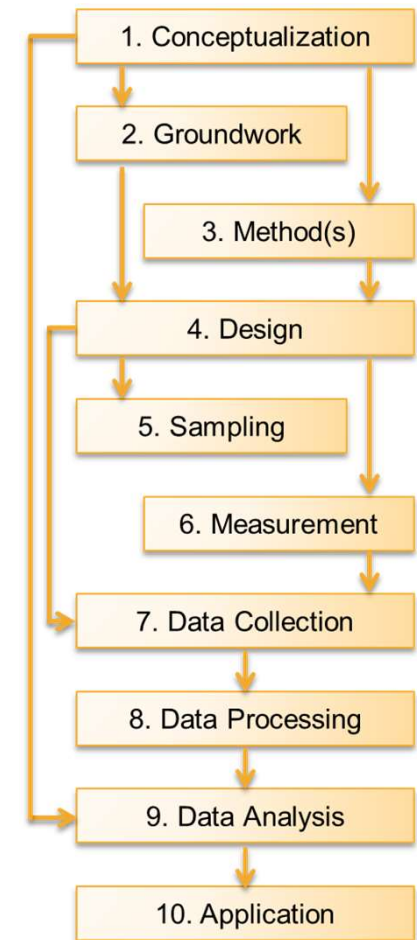 1. Conceptualization
2. Groundwork
3. Method(s)
4. Design
5. Sampling
6. Measurement
7. Data Collection
8. Data Processing
9. Data Analysis
10. Application